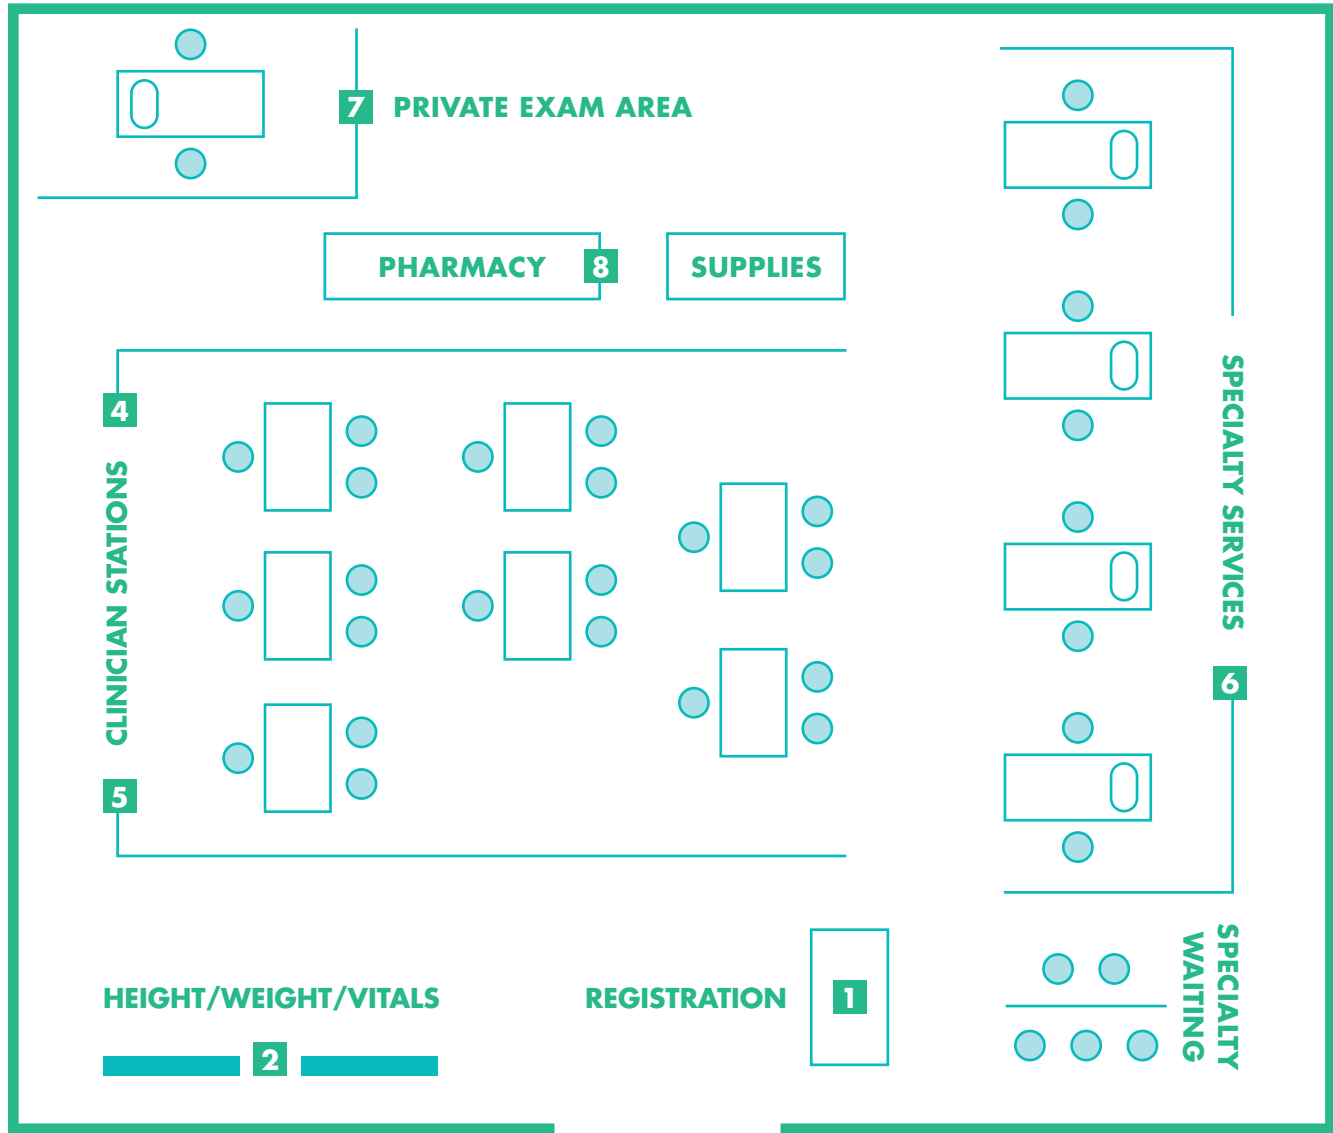 7 PRIVATE EXAM AREA
PHARMACY 8
SUPPLIES
4
CLINICIAN STATIONS
5
SPECIALTY SERVICES
6
HEIGHT/WEIGHT/VITALS
2
REGISTRATION 1
SPECIALTY
WAITING